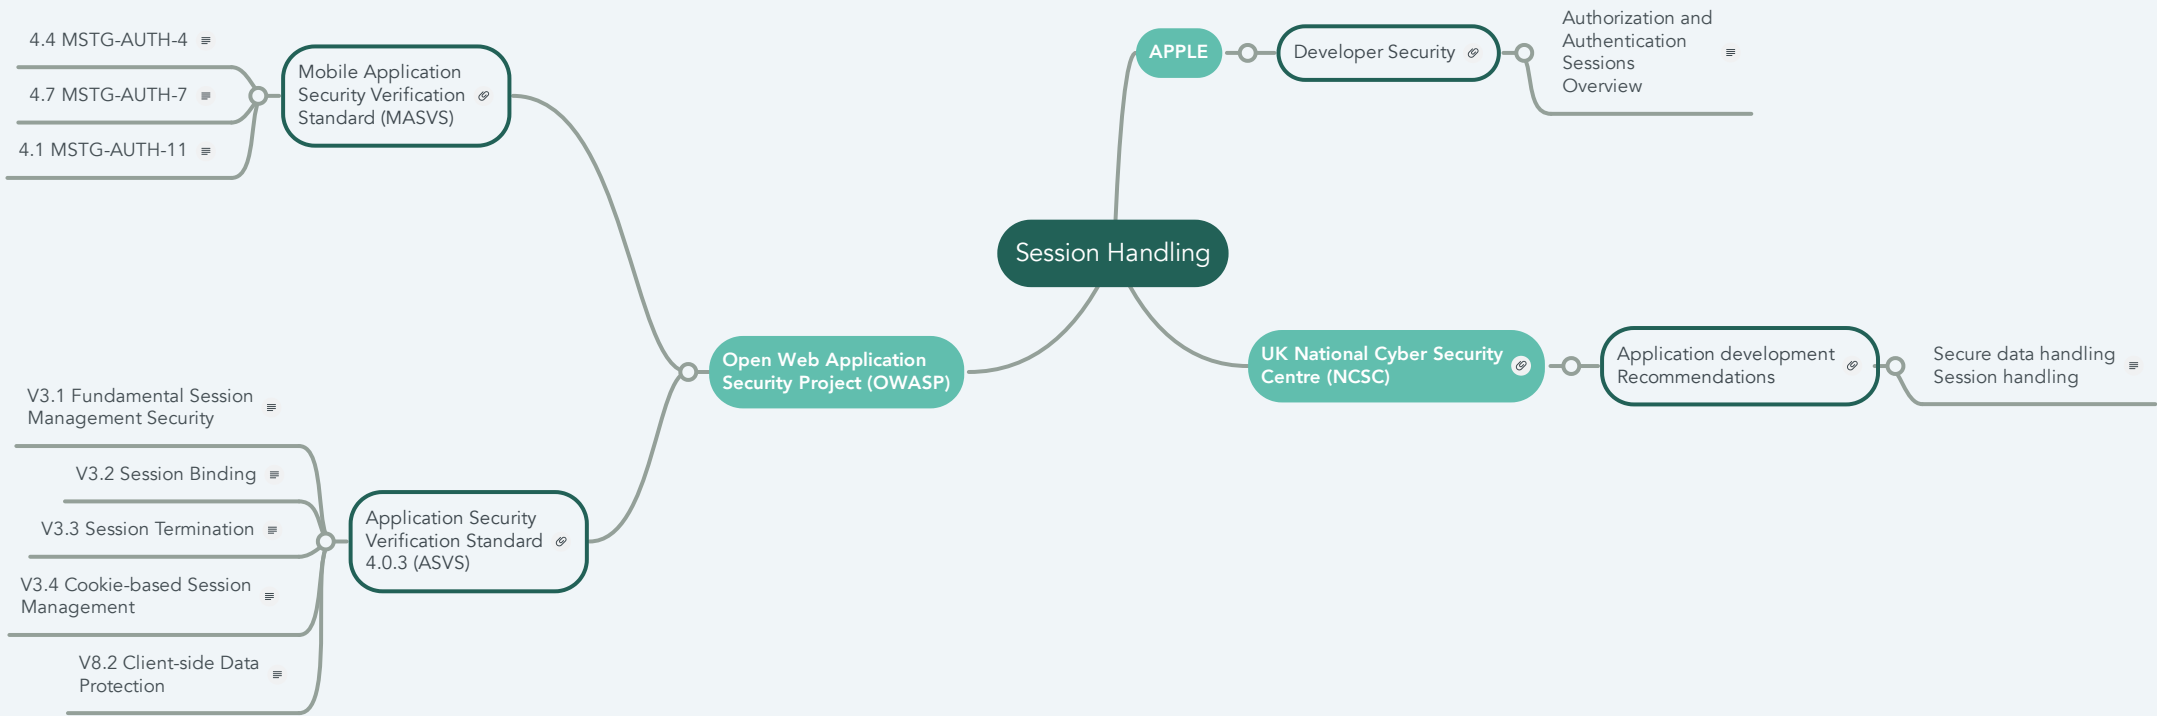 Session Handling
APPLE
Developer Security
Authorization and
Authentication
Sessions
Overview
UK National Cyber Security
Centre (NCSC)
Application development
Recommendations
Secure data handling
Session handling
Open Web Application
Security Project (OWASP)
Mobile Application
Security Verification
Standard (MASVS)
4.4 MSTG-AUTH-4
4.7 MSTG-AUTH-7
4.1 MSTG-AUTH-11
Application Security
Verification Standard
4.0.3 (ASVS)
V3.1 Fundamental Session
Management Security
V3.2 Session Binding
V3.3 Session Termination
V3.4 Cookie-based Session
Management
V8.2 Client-side Data
Protection